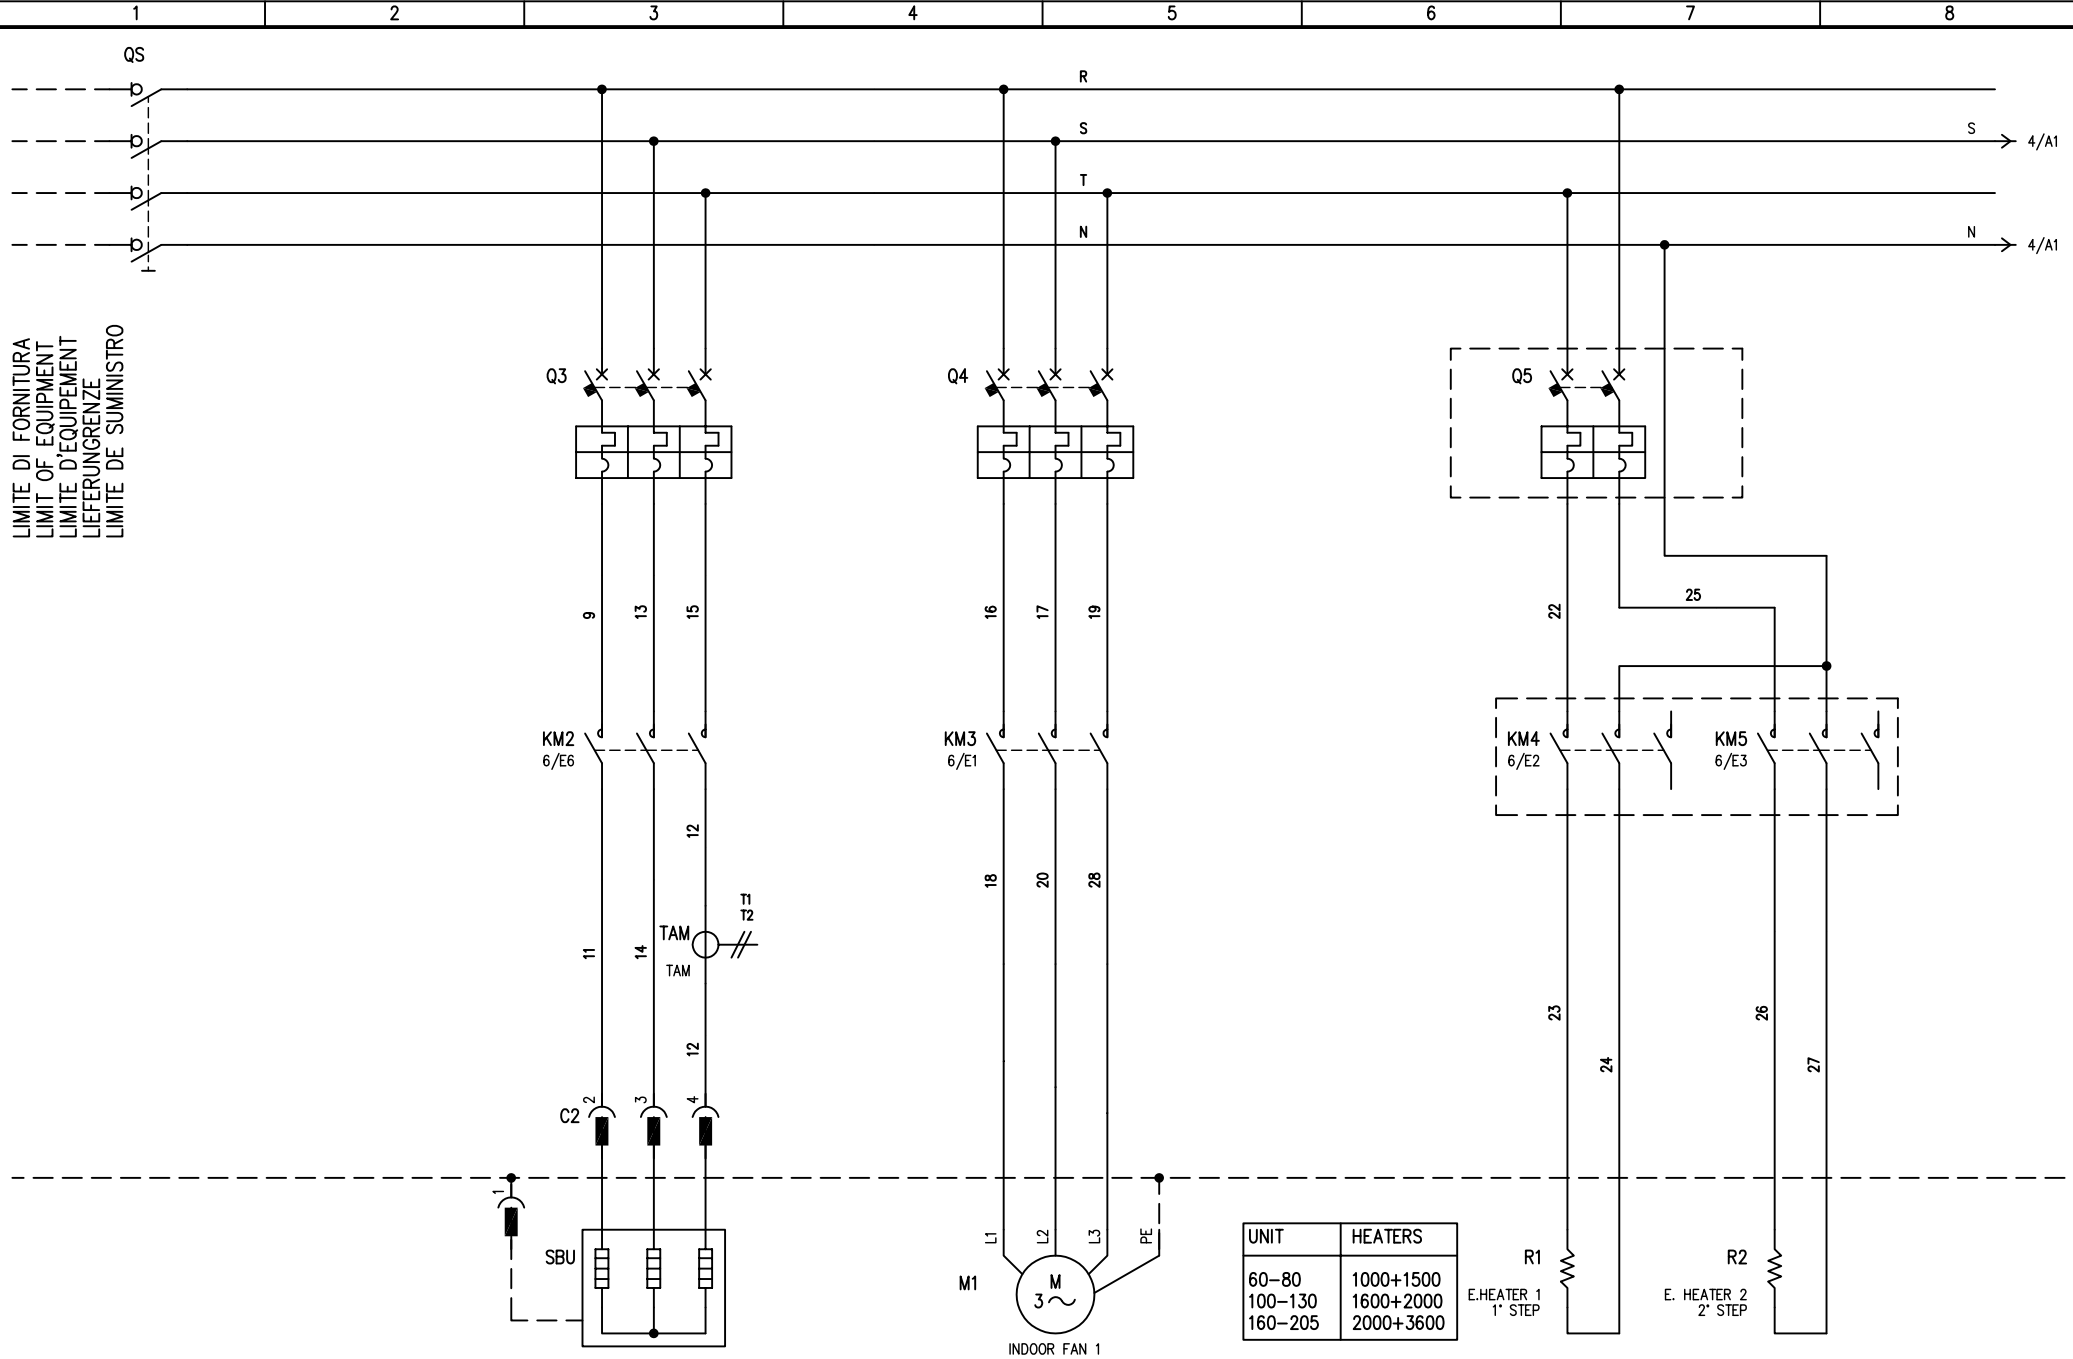 1 2 3 4 5 6 7 8
QS
R
S S 4/A1
T
N N 4/A1
LIMITE DI FORNITURA
LIMIT OF EQUIPMENT
LIMITE D'EQUIPEMENT
LIEFERUNGRENZE
LIMITE DE SUMINISTRO
Q3 Q4 Q5
9 13 15 16 17 19 22 25
KM2 KM3 KM4 KM5
6/E6 6/E1 6/E2 6/E3
12
18 20 28
T1
T2
TAM
TAM
11 14
23 26
12
24 27
C2 2 3 4
1
L1 L2 L3 PE
SBU
M1
M
3
INDOOR FAN 1
UNIT HEATERS
60-80 1000+1500
100-130 1600+2000
160-205 2000+3600
R1
E.HEATER 1
1° STEP
R2
E. HEATER 2
2° STEP